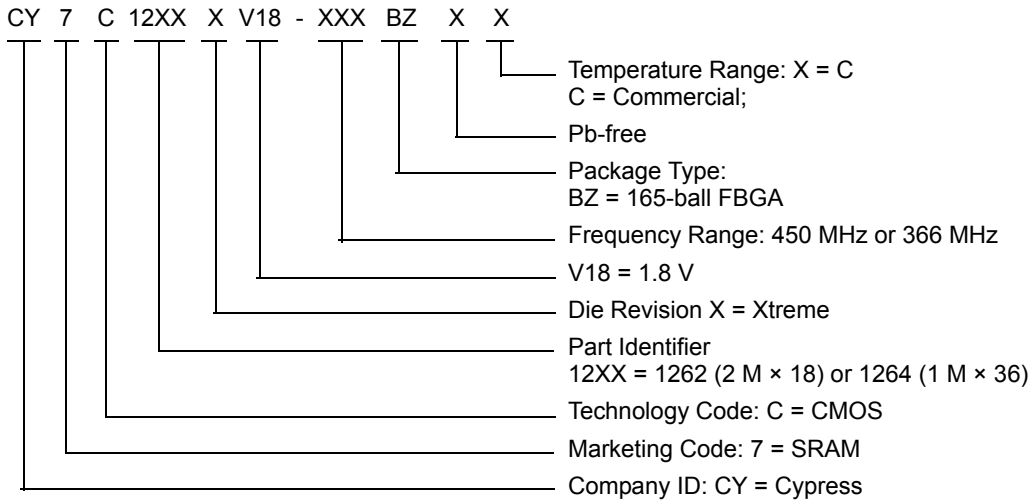 CY 7 C 12XX X V18 - XXX BZ X X
Temperature Range: X = C
C = Commercial;
Pb-free
Package Type:
BZ = 165-ball FBGA
Frequency Range: 450 MHz or 366 MHz
V18 = 1.8 V
Die Revision X = Xtreme
Part Identifier
12XX = 1262 (2 M × 18) or 1264 (1 M × 36)
Technology Code: C = CMOS
Marketing Code: 7 = SRAM
Company ID: CY = Cypress